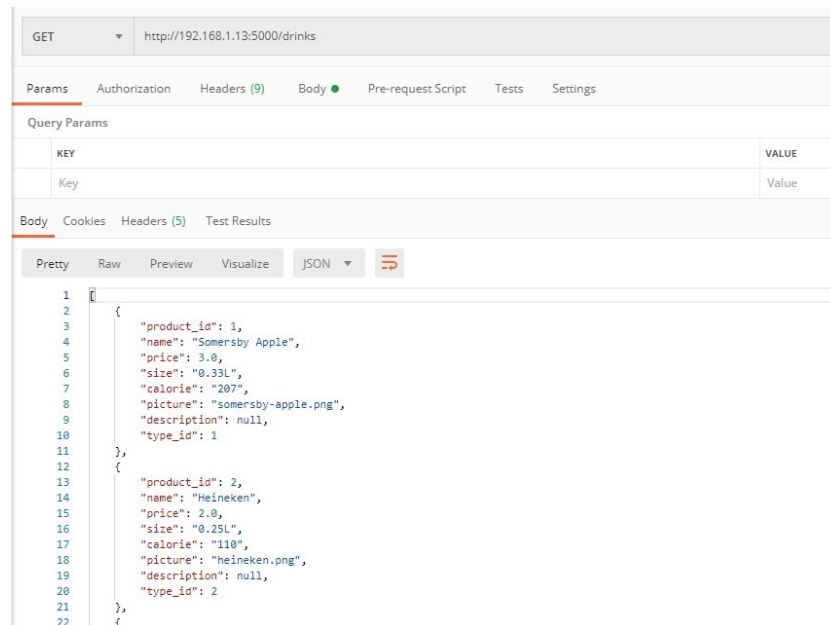 GET http://192.168.1.13:5000/drinks
Params Authorization Headers (9) Body Pre-request Script Tests Settings
Query Params
KEY VALUE
Key Value
Body Cookies Headers (5) Test Results
Pretty Raw Preview Visualize JSON
1 [
2 {
3 "product_id": 1,
4 "name": "Somersby Apple",
5 "price": 3.0,
6 "size": "0.33L",
7 "calorie": "207",
8 "picture": "somersby-apple.png",
9 "description": null,
10 "type_id": 1
11 },
12 {
13 "product_id": 2,
14 "name": "Heineken",
15 "price": 2.0,
16 "size": "0.25L",
17 "calorie": "110",
18 "picture": "heineken.png",
19 "description": null,
20 "type_id": 2
21 },
22 {